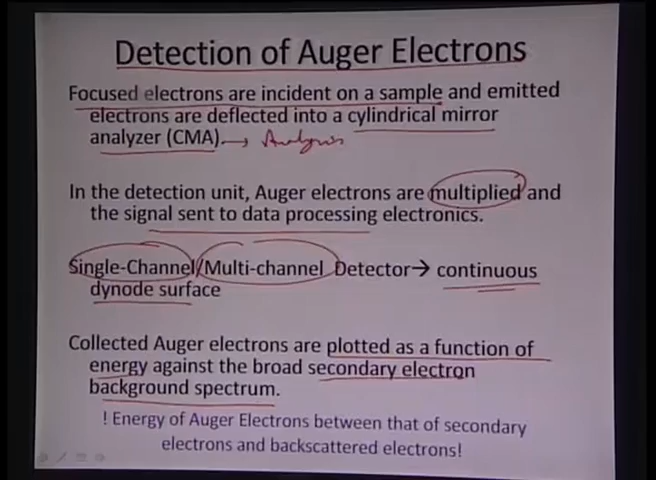 Detection of Auger Electrons
Focused electrons are incident on a sample and emitted
electrons are deflected into a cylindrical mirror
analyzer (CMA). → Analysis
In the detection unit, Auger electrons are multiplied and
the signal sent to data processing electronics.
Single-Channel/Multi-channel Detector→ continuous
dynode surface
Collected Auger electrons are plotted as a function of
energy against the broad secondary electron
background spectrum.
! Energy of Auger Electrons between that of secondary
electrons and backscattered electrons!